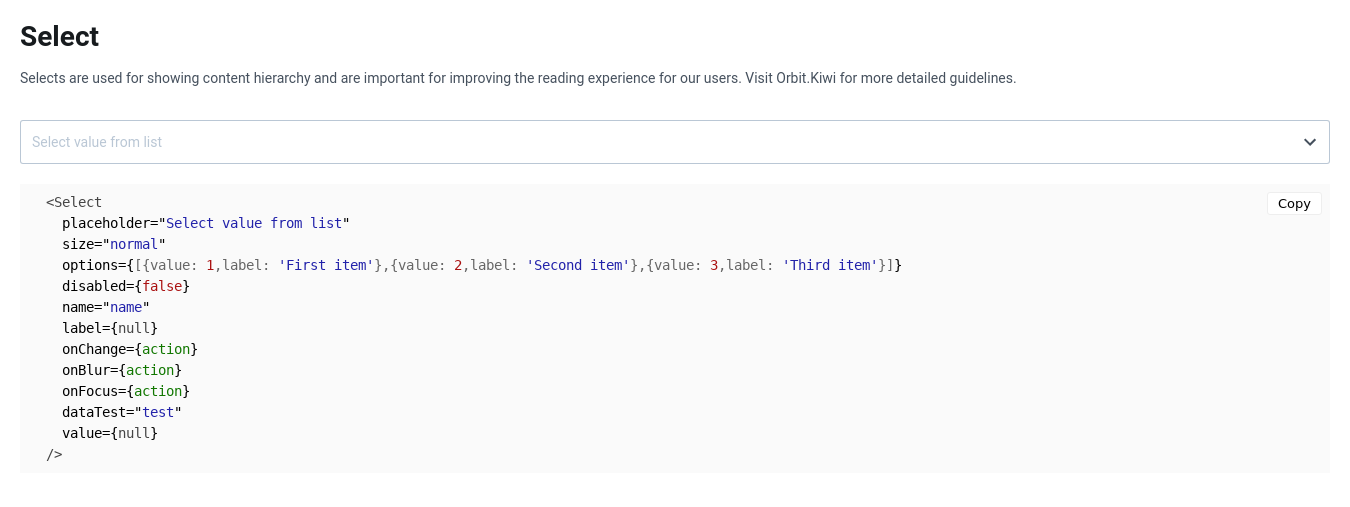 Select
Selects are used for showing content hierarchy and are important for improving the reading experience for our users. Visit Orbit.Kiwi for more detailed guidelines.
Select value from list
Copy
<Select
  placeholder="Select value from list"
  size="normal"
  options={[{value: 1,label: 'First item'},{value: 2,label: 'Second item'},{value: 3,label: 'Third item'}]}
  disabled={false}
  name="name"
  label={null}
  onChange={action}
  onBlur={action}
  onFocus={action}
  dataTest="test"
  value={null}
/>